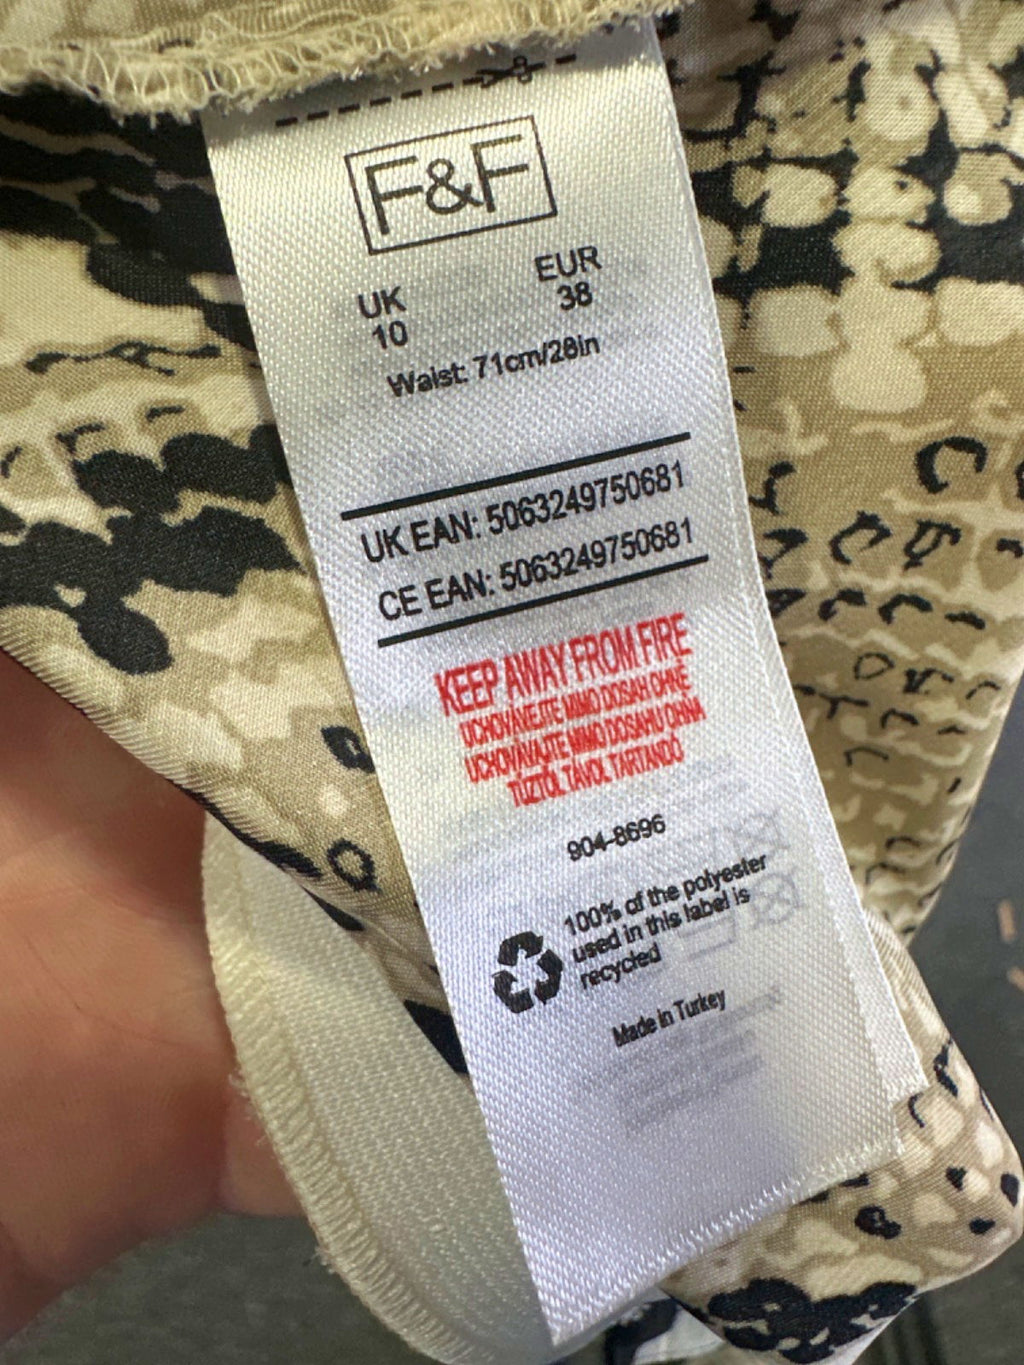 F&F
UK EUR
10 38
Waist: 71cm/28in
UK EAN: 5063249750681
CE EAN: 5063249750681
KEEP AWAY FROM FIRE
UCHOVÁVEJTE MIMO DOSAH OHNĚ
UCHOVÁVAJTE MIMO DOSAHU OHŇA
TŰZTŐL TÁVOL TARTANDÓ
904-8696
100% of the polyester
used in this label is
recycled
Made in Turkey